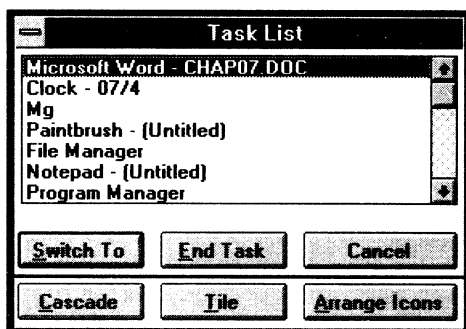 Task List
Microsoft Word - CHAP07.DOC
Clock - 07/4
Mg
Paintbrush - (Untitled)
File Manager
Notepad - (Untitled)
Program Manager
Switch To End Task Cancel
Cascade Tile Arrange Icons